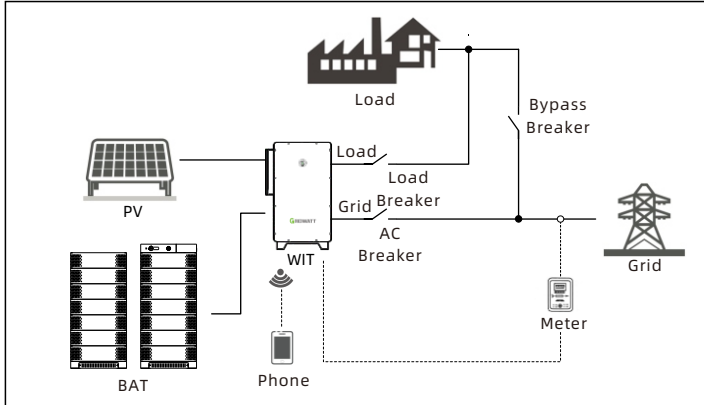 Load
Bypass
Breaker
Load
Load
Breaker
PV
Grid
AC
Breaker
GROWATT
WIT
Grid
Meter
BAT
Phone